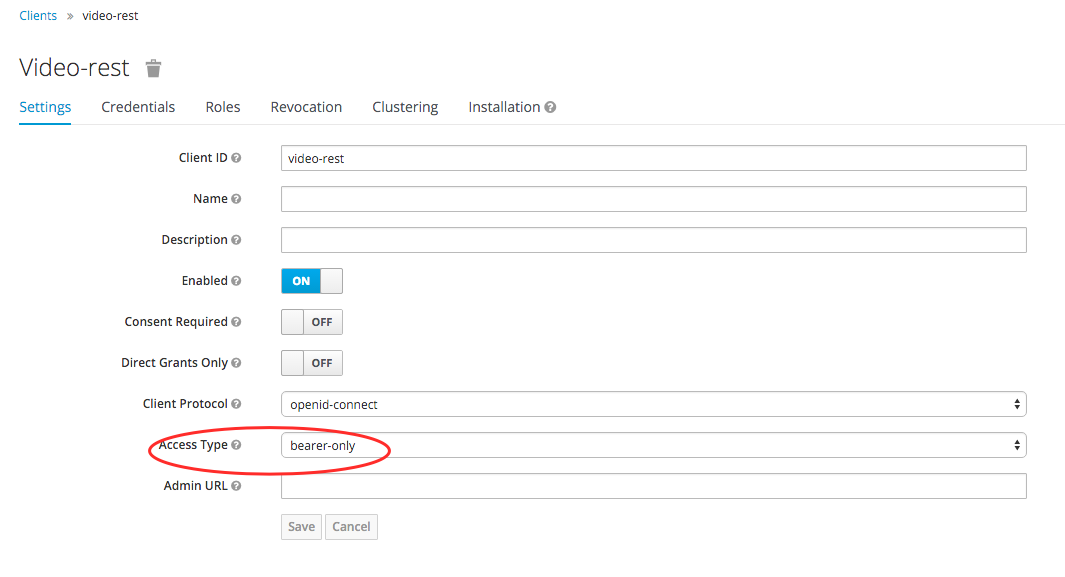 Clients » video-rest
Video-rest
Settings Credentials Roles Revocation Clustering Installation ?
Client ID ? video-rest
Name ?
Description ?
Enabled ? ON
Consent Required ? OFF
Direct Grants Only ? OFF
Client Protocol ? openid-connect
Access Type ? bearer-only
Admin URL ?
Save Cancel